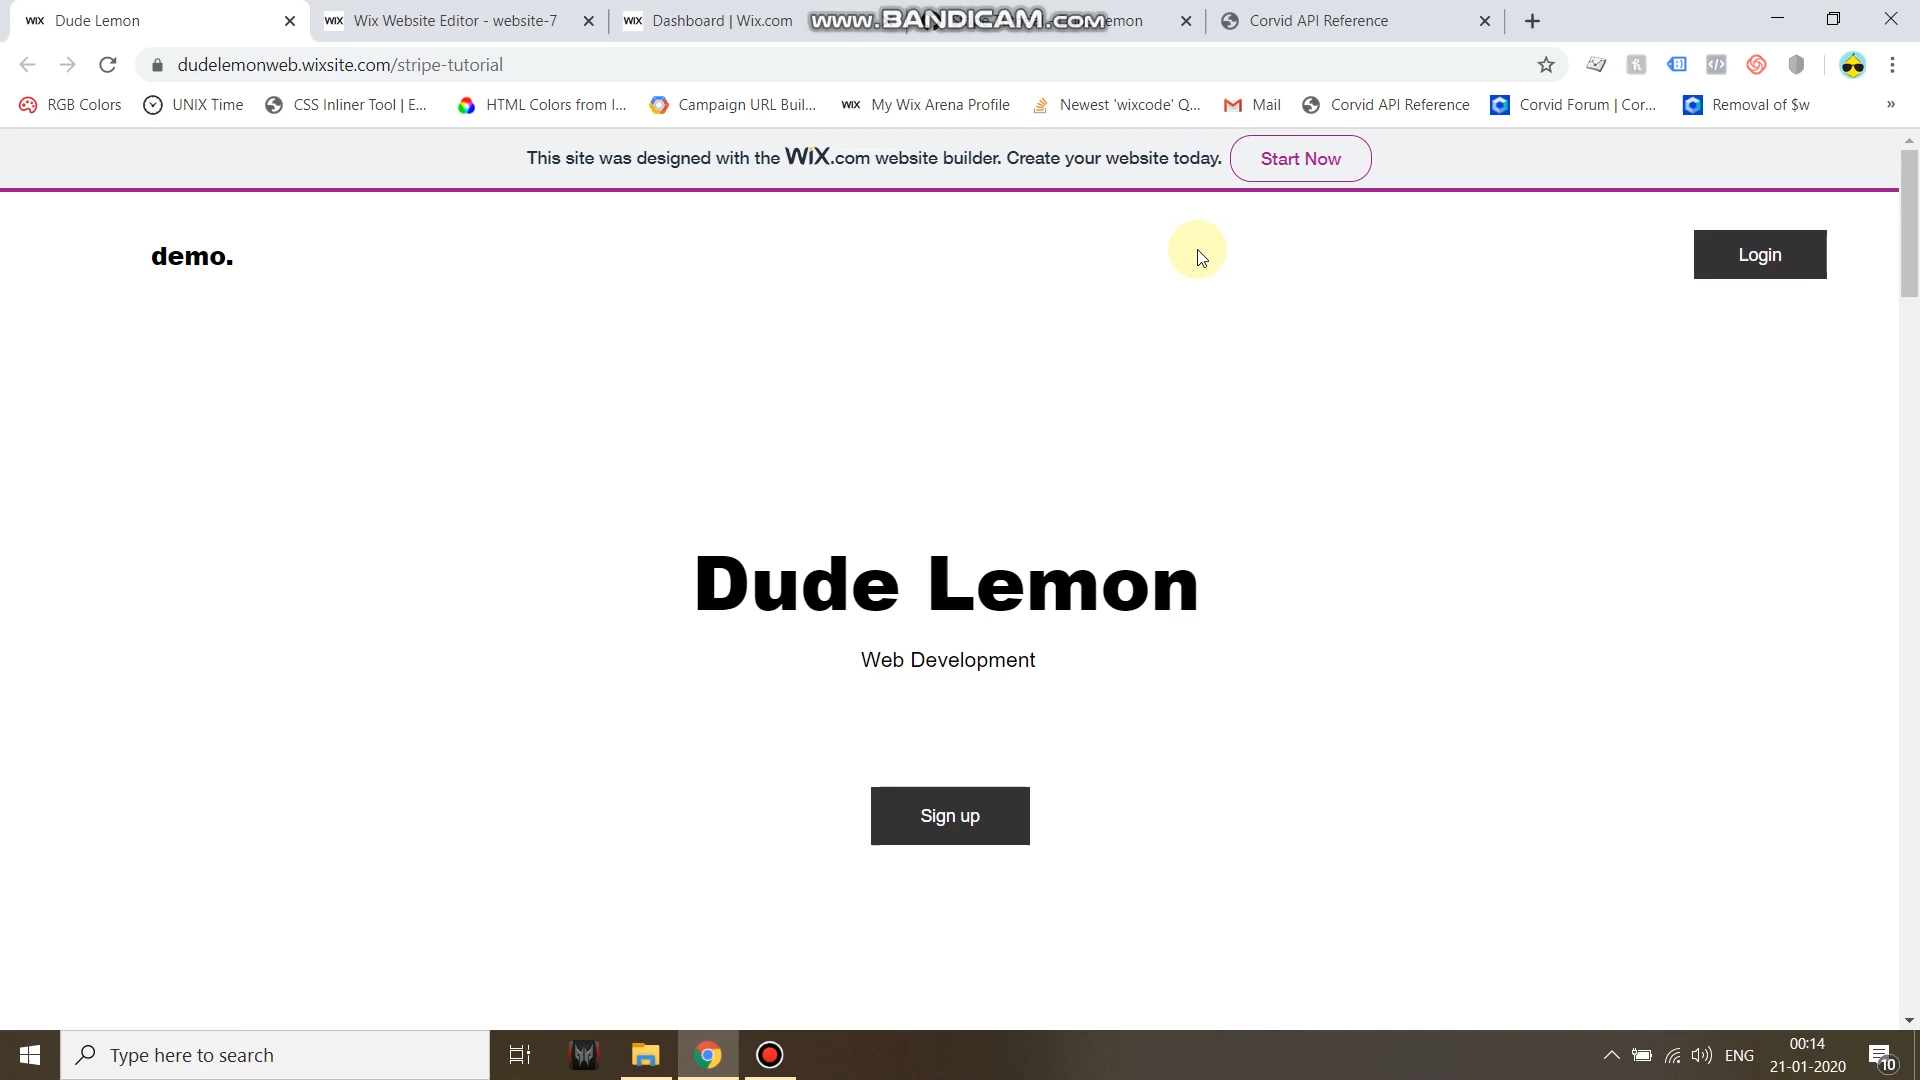 Dude Lemon
Wix Website Editor - website-7
Dashboard | Wix.com
www.BANDICAM.com
Lemon
Corvid API Reference
dudelemonweb.wixsite.com/stripe-tutorial
RGB Colors
UNIX Time
CSS Inliner Tool | E...
HTML Colors from I...
Campaign URL Buil...
WIX
My Wix Arena Profile
Newest 'wixcode' Q...
Mail
Corvid API Reference
Corvid Forum | Cor...
Removal of $w
»
This site was designed with the WiX.com website builder. Create your website today.
Start Now
demo.
Login
Dude Lemon
Web Development
Sign up
Type here to search
ENG
00:14
21-01-2020
10